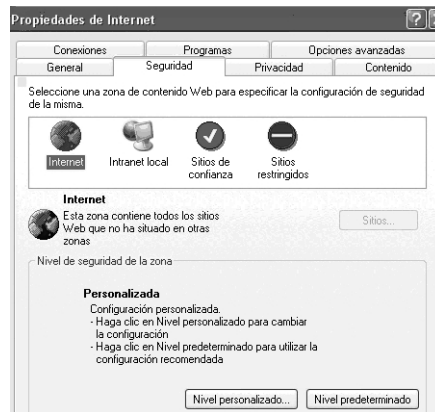 Propiedades de Internet
Conexiones Programas Opciones avanzadas
General Seguridad Privacidad Contenido
Seleccione una zona de contenido Web para especificar la configuración de seguridad
de la misma.
Internet Intranet local Sitios de confianza Sitios restringidos
Internet
Esta zona contiene todos los sitios
Web que no ha situado en otras
zonas
Sitios...
Nivel de seguridad de la zona
Personalizada
Configuración personalizada.
- Haga clic en Nivel personalizado para cambiar
la configuración
- Haga clic en Nivel predeterminado para utilizar la
configuración recomendada
Nivel personalizado... Nivel predeterminado